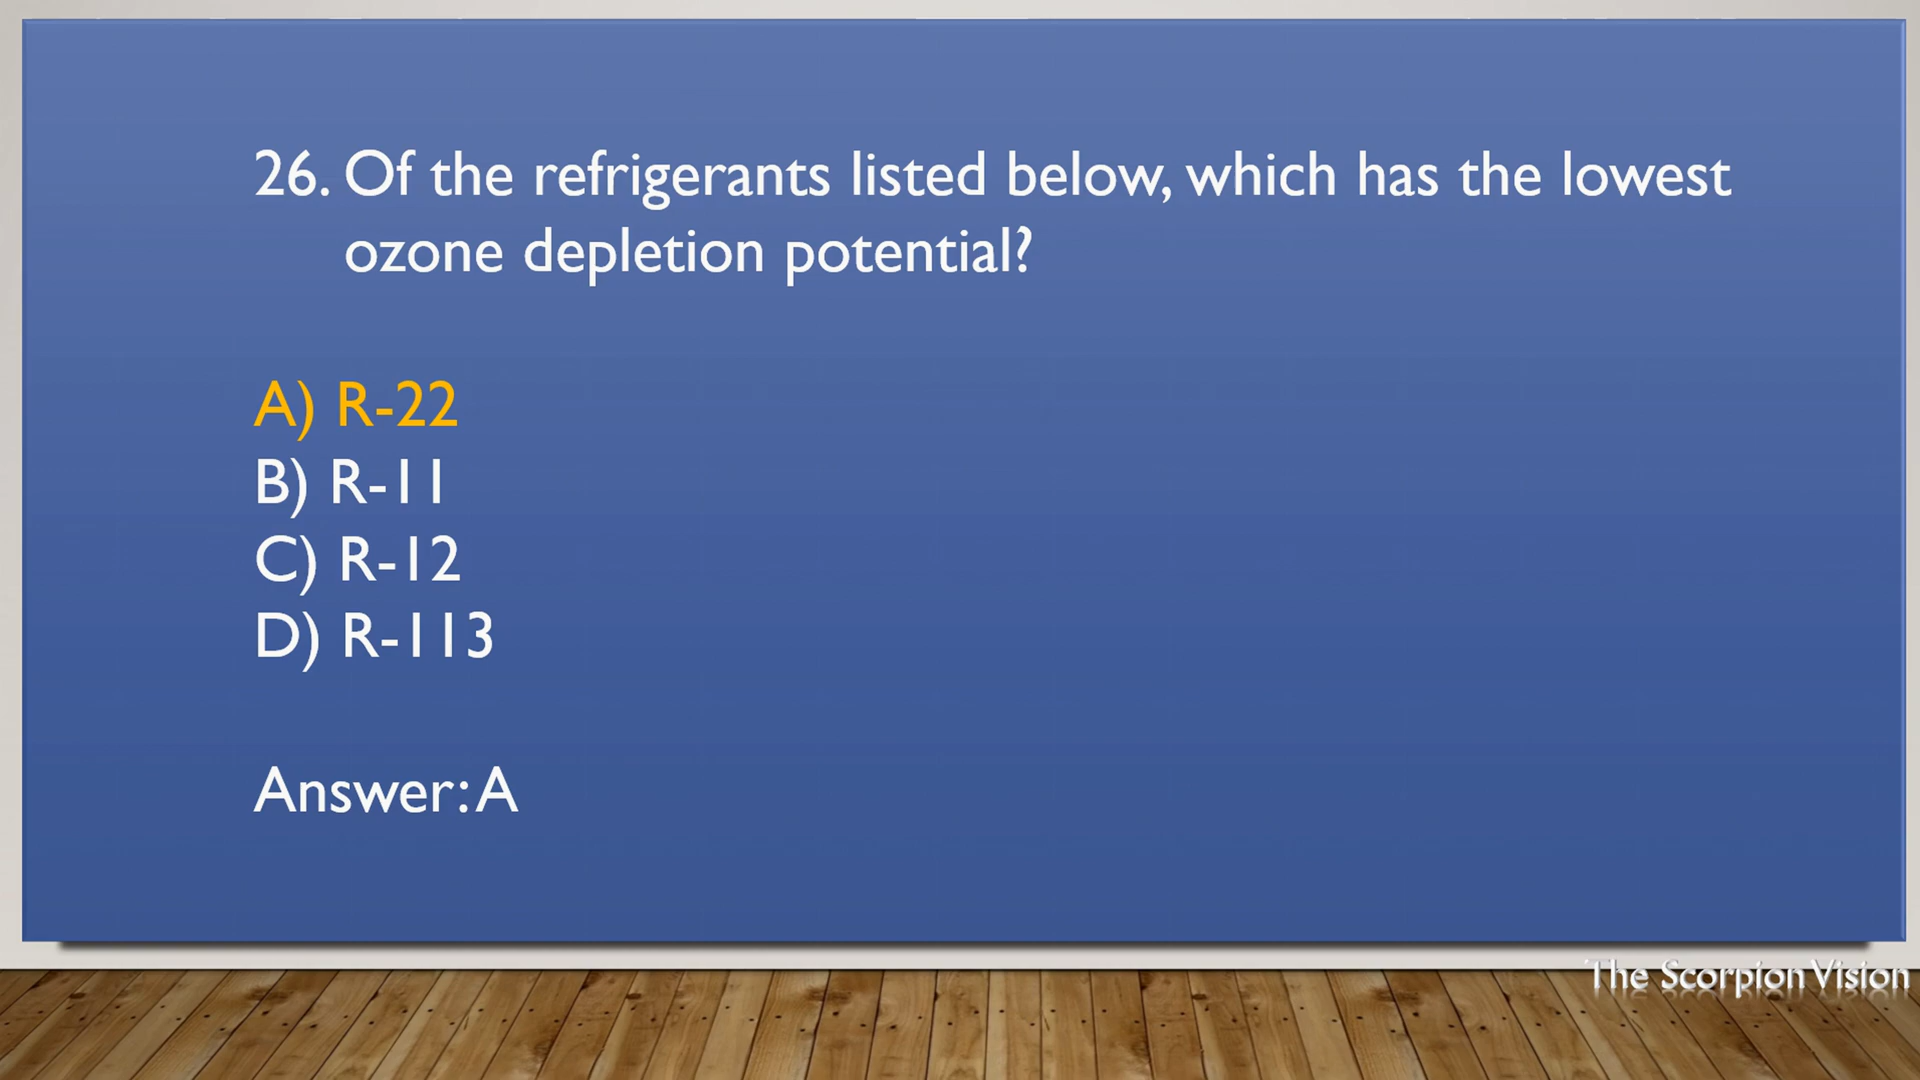 26. Of the refrigerants listed below, which has the lowest
ozone depletion potential?
A) R-22
B) R-11
C) R-12
D) R-113
Answer: A
The Scorpion Vision